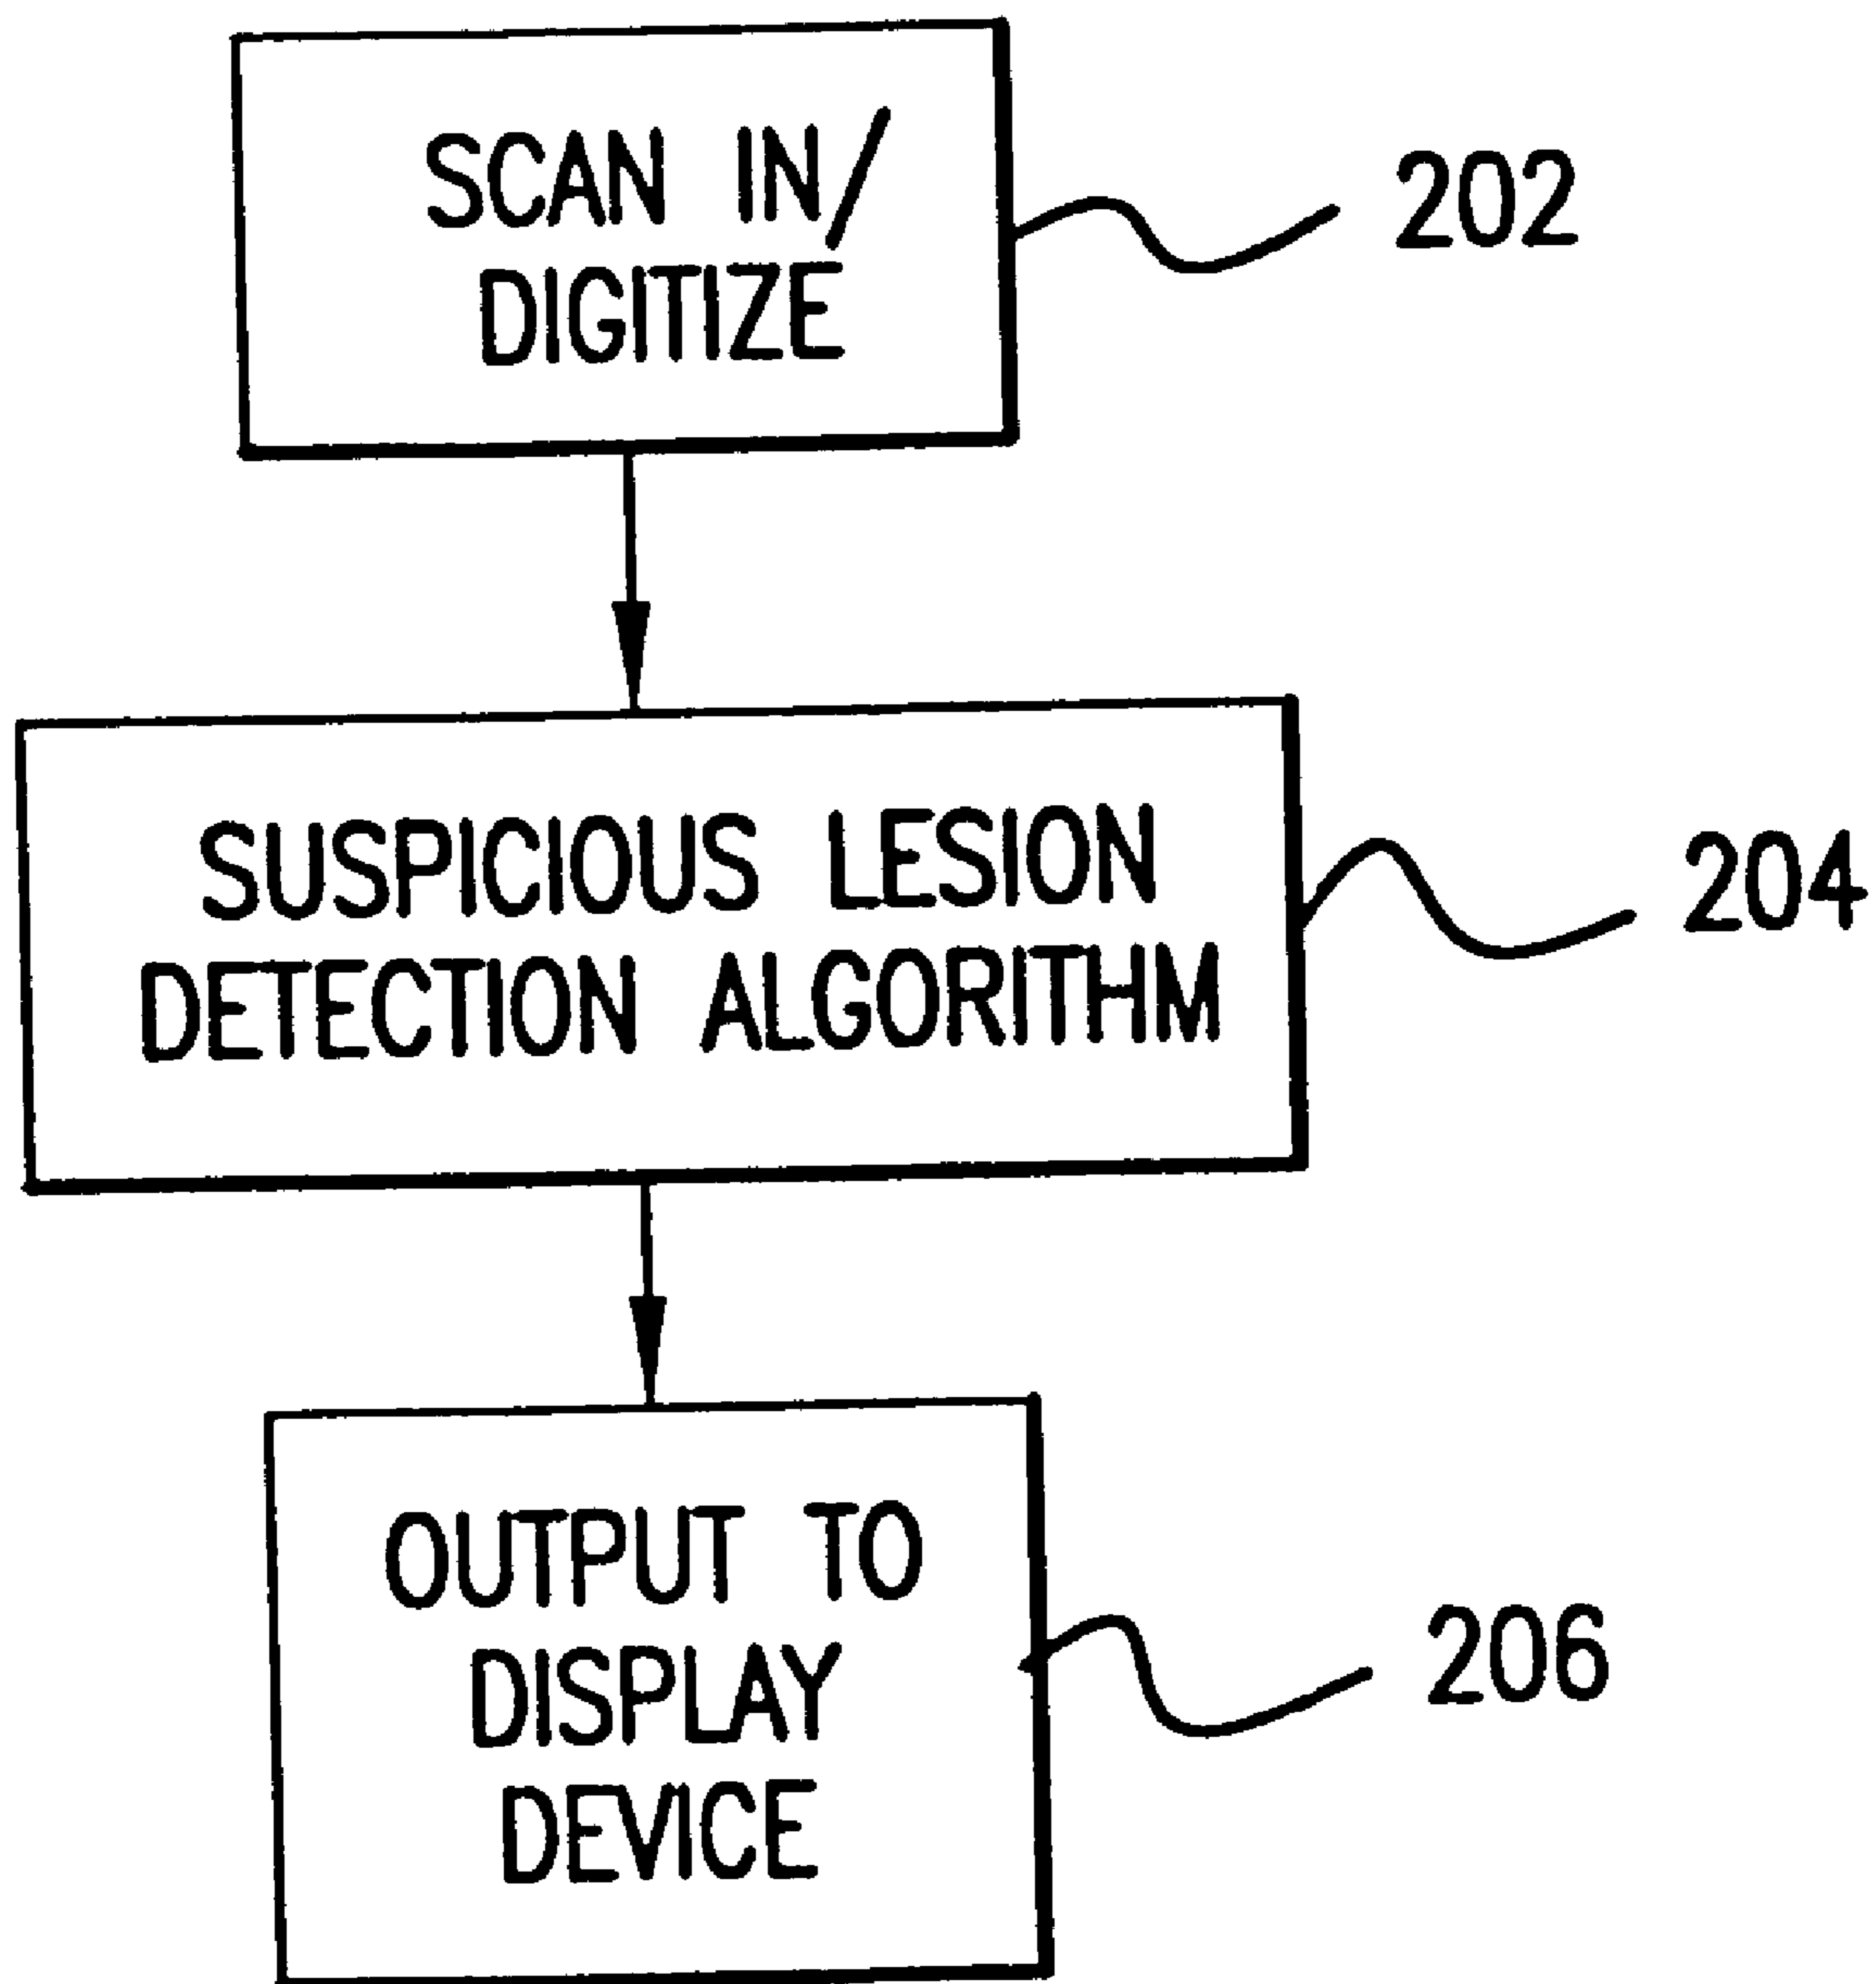 SCAN IN/
DIGITIZE
202
SUSPICIOUS LESION
DETECTION ALGORITHM
204
OUTPUT TO
DISPLAY
DEVICE
206